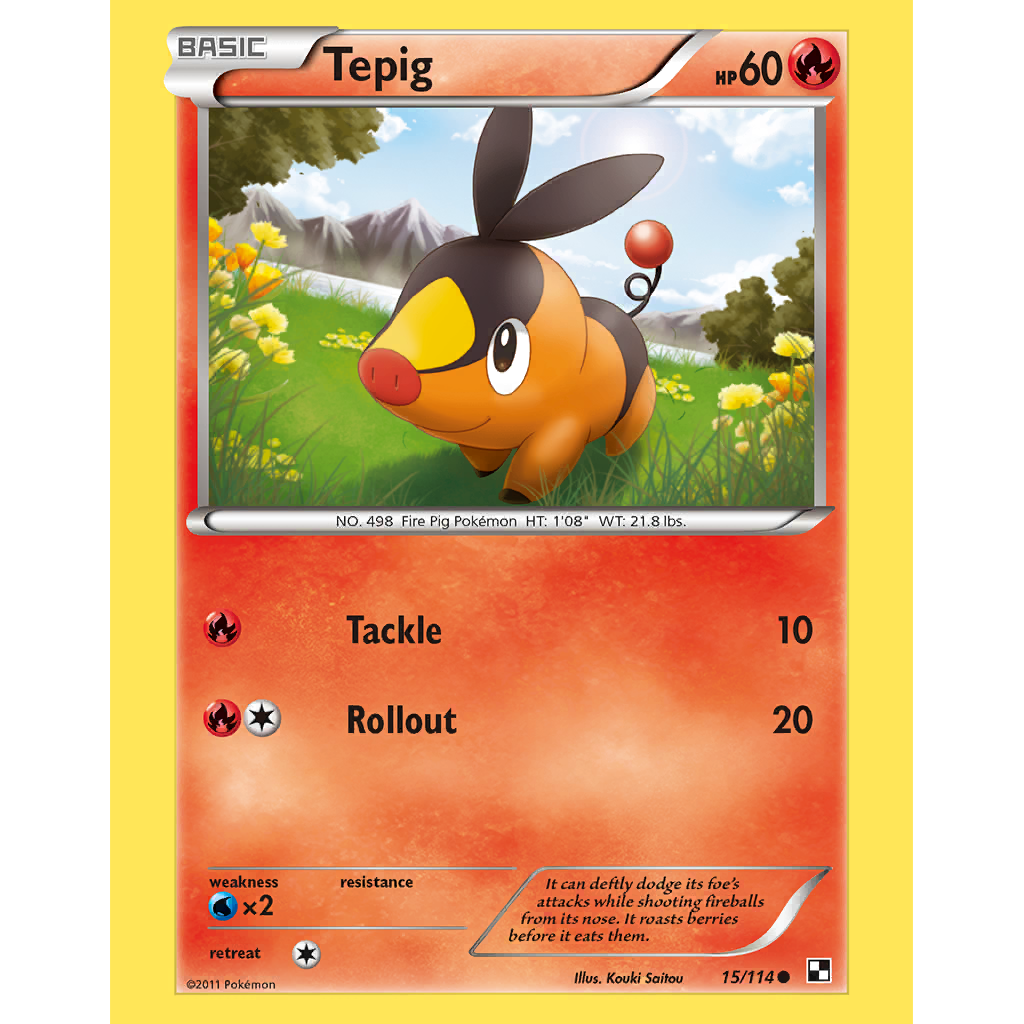 BASIC
Tepig
HP60
NO. 498 Fire Pig Pokémon HT: 1'08" WT: 21.8 lbs.
Tackle 10
Rollout 20
weakness resistance
×2
It can deftly dodge its foe's
attacks while shooting fireballs
from its nose. It roasts berries
before it eats them.
retreat
Illus. Kouki Saitou 15/114
©2011 Pokémon